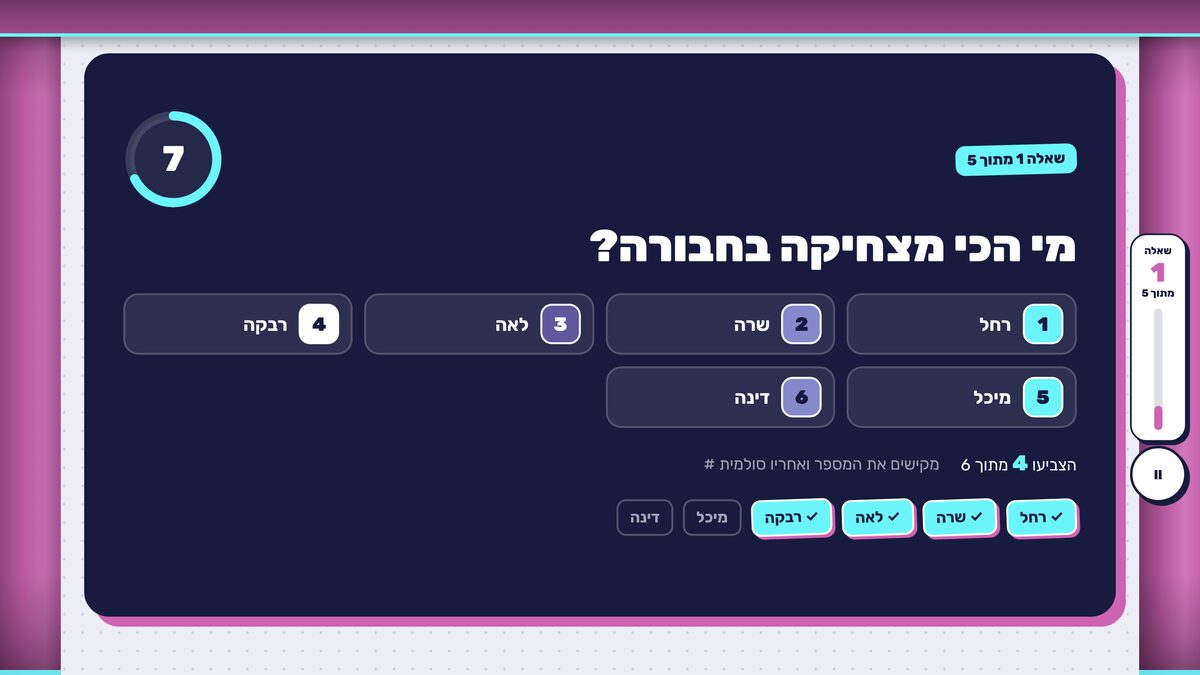 שאלה 1 מתוך 5
7
מי הכי מצחיקה בחבורה?
1 רחל
2 שרה
3 לאה
4 רבקה
5 מיכל
6 דינה
הצביעו 4 מתוך 6 מקישים את המספר ואחריו סולמית #
✓ רחל ✓ שרה ✓ לאה ✓ רבקה מיכל דינה
שאלה
1
מתוך 5